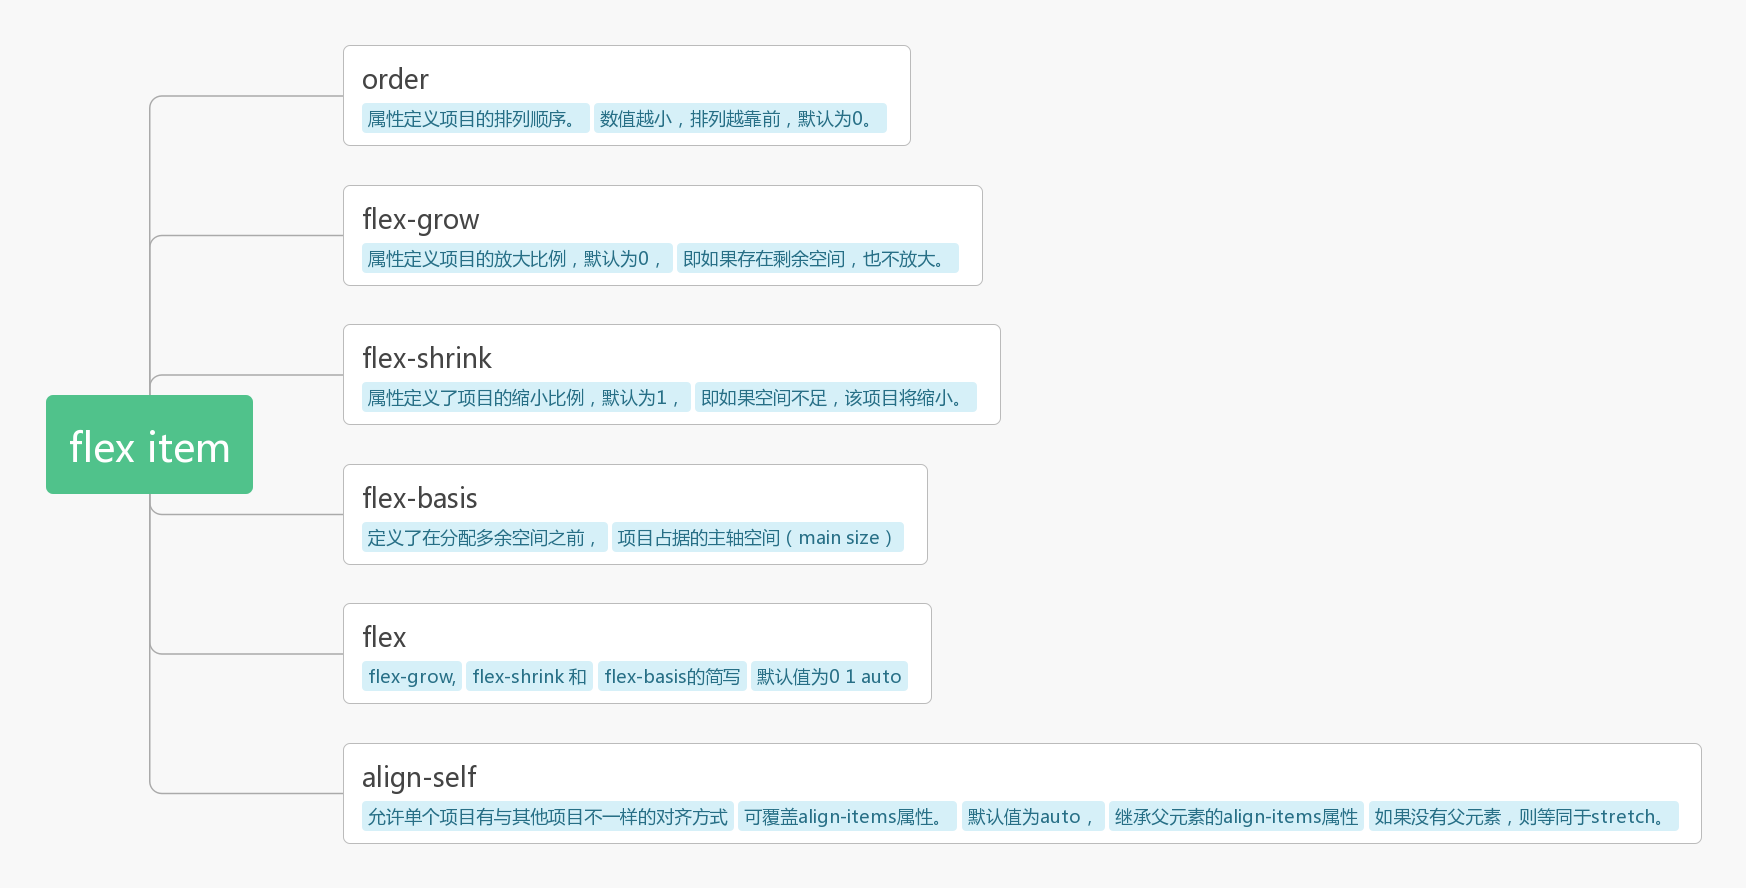 flex item
order
属性定义项目的排列顺序。 数值越小，排列越靠前，默认为0。
flex-grow
属性定义项目的放大比例，默认为0， 即如果存在剩余空间，也不放大。
flex-shrink
属性定义了项目的缩小比例，默认为1， 即如果空间不足，该项目将缩小。
flex-basis
定义了在分配多余空间之前， 项目占据的主轴空间（main size）
flex
flex-grow, flex-shrink 和 flex-basis的简写 默认值为0 1 auto
align-self
允许单个项目有与其他项目不一样的对齐方式 可覆盖align-items属性。 默认值为auto， 继承父元素的align-items属性 如果没有父元素，则等同于stretch。